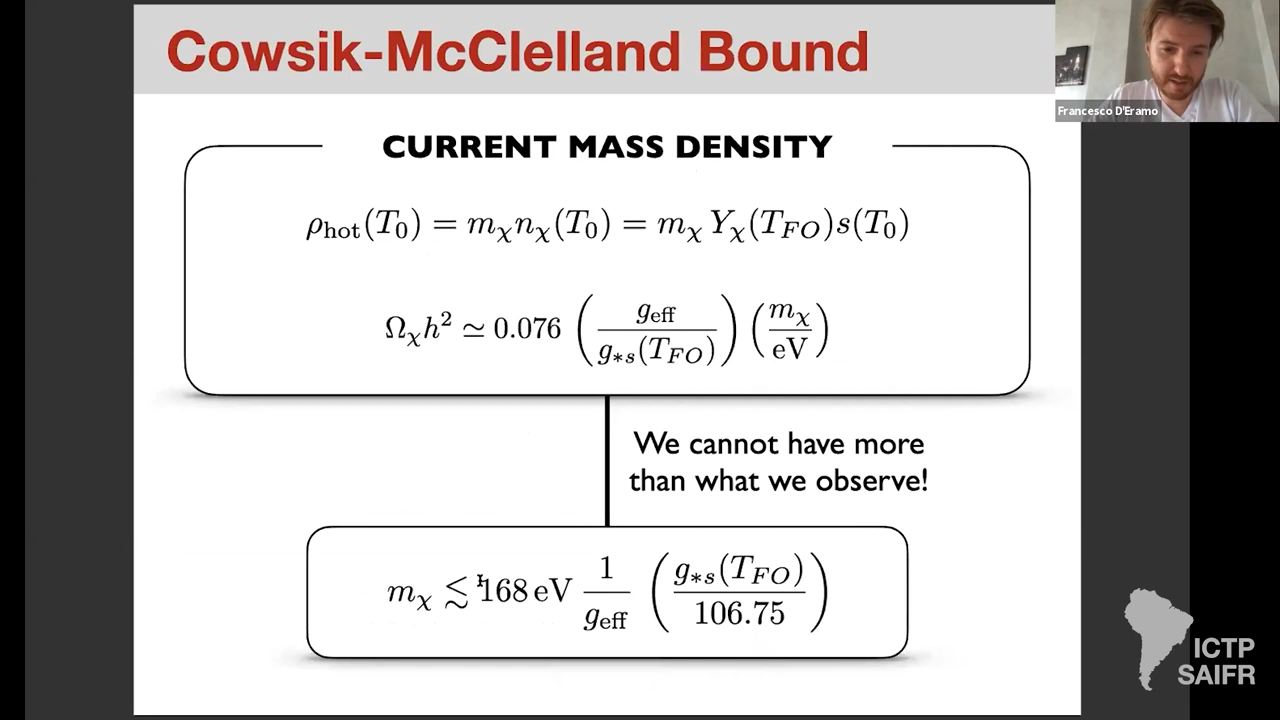 Cowsik-McClelland Bound
Francesco D'Eramo
CURRENT MASS DENSITY
ρ_hot(T_0) = m_χ n_χ(T_0) = m_χ Y_χ(T_FO)s(T_0)
Ω_χ h² ≃ 0.076 (g_eff / g_*s(T_FO)) (m_χ / eV)
We cannot have more
than what we observe!
m_χ ≲ 168 eV 1/g_eff (g_*s(T_FO) / 106.75)
ICTP
SAIFR